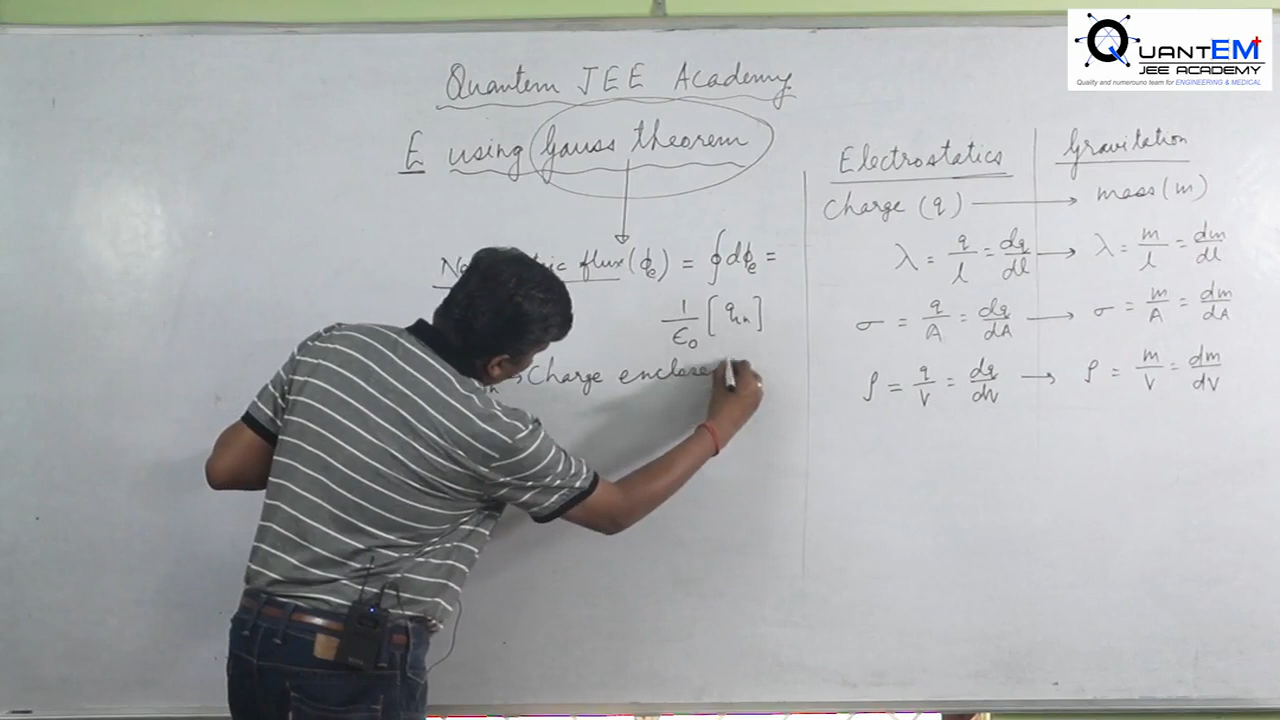 QUANTEM+
JEE ACADEMY
Quality and numerouno team for ENGINEERING & MEDICAL
Quantem JEE Academy
E using Gauss theorem
flux(ϕe) = ∮dϕe =
1/ε₀ [qin]
Charge enclose
Electrostatics
Charge (q) →
λ = q/l = dq/dl →
σ = q/A = dq/dA →
ρ = q/V = dq/dV →
Gravitation
mass (m)
λ = m/l = dm/dl
σ = m/A = dm/dA
ρ = m/V = dm/dV